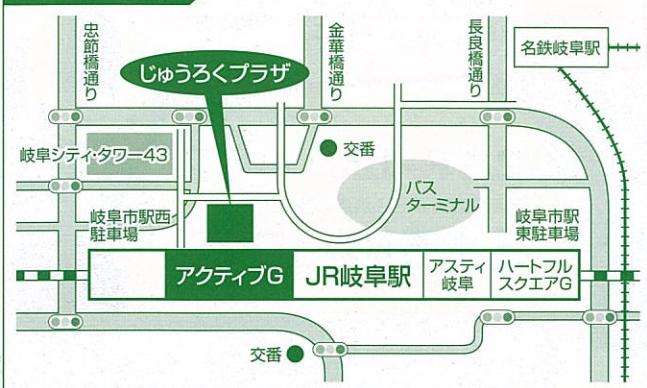 忠節橋通り
金華橋通り
長良橋通り
名鉄岐阜駅
じゅうろくプラザ
岐阜シティ・タワー43
交番
バス
ターミナル
岐阜市駅西
駐車場
岐阜市駅
東駐車場
アクティブG
JR岐阜駅
アスティ
岐阜
ハートフル
スクエアG
交番